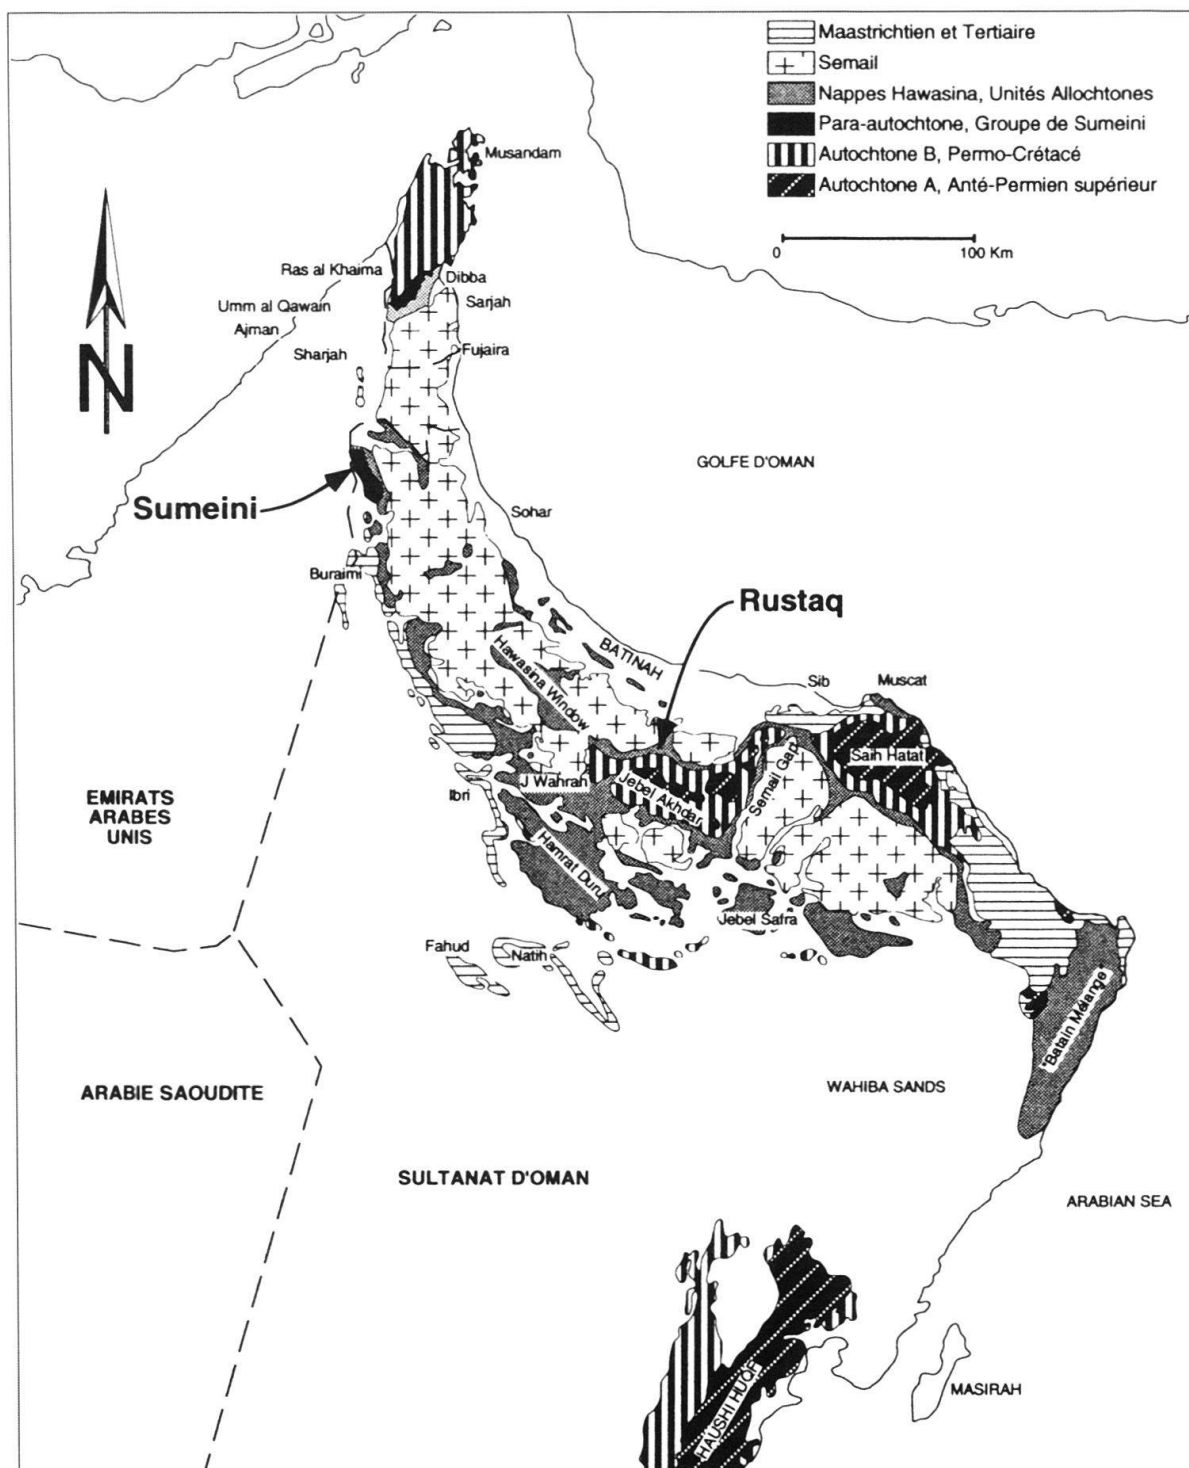 Maastrichtien et Tertiaire
Semail
Nappes Hawasina, Unités Allochtones
Para-autochtone, Groupe de Sumeini
Autochtone B, Permo-Crétacé
Autochtone A, Anté-Permien supérieur
0 100 Km
Musandam
Ras al Khaima
Dibba
Umm al Qawain
Sarjah
Ajman
Sharjah
Fujaira
N
GOLFE D'OMAN
Sumeini
Sohar
Buraimi
Rustaq
BATINAH
Hawasina Window
Sib
Muscat
Saih Hatat
Semail Gap
J Wahrah
Jebel Akhdar
Ibri
EMIRATS
ARABES
UNIS
Hamrat Duru
Jebel Safra
Fahud
Natih
"Batain Mélange"
WAHIBA SANDS
ARABIE SAOUDITE
SULTANAT D'OMAN
ARABIAN SEA
MASIRAH
HAUSHI HUQF